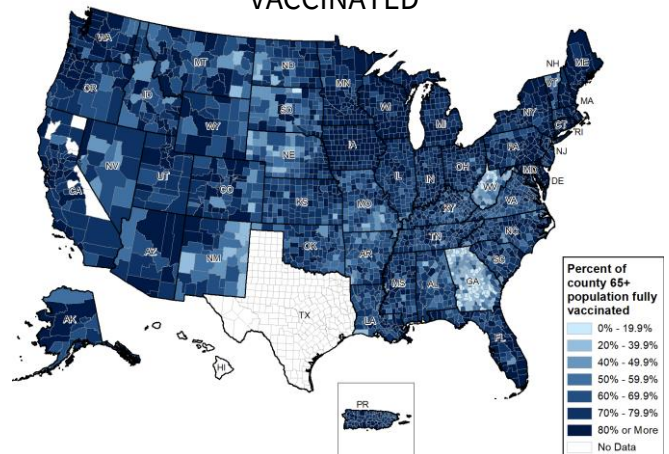 VACCINATED
WA
MT
ND
MN
OR
ID
SD
WI
MI
NY
NH
VT
ME
MA
CT
RI
WY
NE
IA
PA
NJ
NV
UT
CO
IL
IN
OH
MD
DE
CA
KS
MO
KY
WV
VA
AZ
NM
OK
AR
TN
NC
SC
TX
LA
MS
AL
GA
FL
AK
HI
PR
Percent of
county 65+
population fully
vaccinated
0% - 19.9%
20% - 39.9%
40% - 49.9%
50% - 59.9%
60% - 69.9%
70% - 79.9%
80% or More
No Data